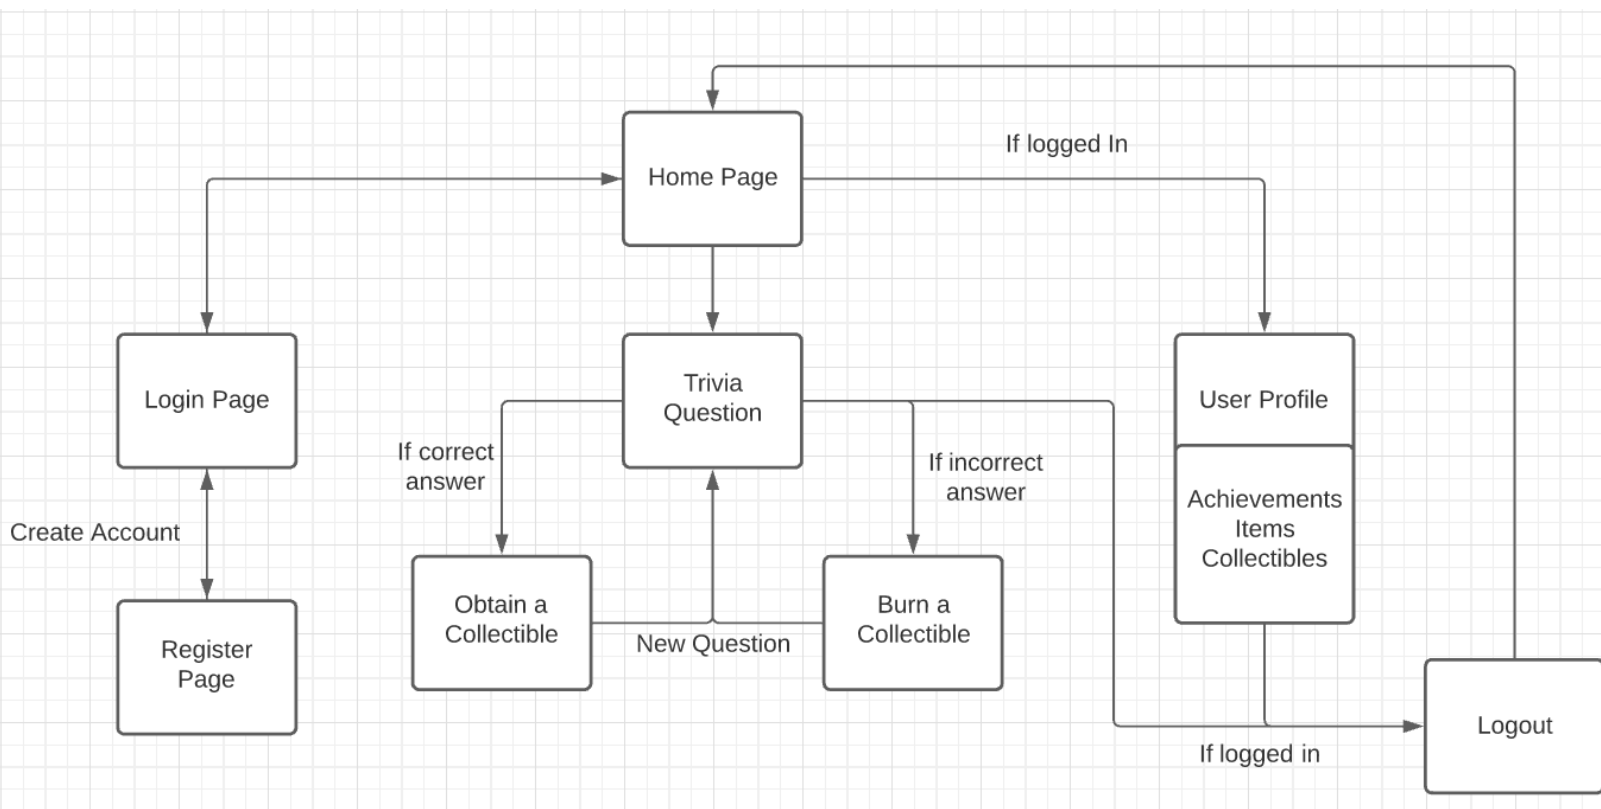 If logged In
Home Page
Login Page
Trivia
Question
User Profile
If correct
answer
If incorrect
answer
Achievements
Items
Collectibles
Create Account
Obtain a
Collectible
New Question
Burn a
Collectible
Register
Page
Logout
If logged in